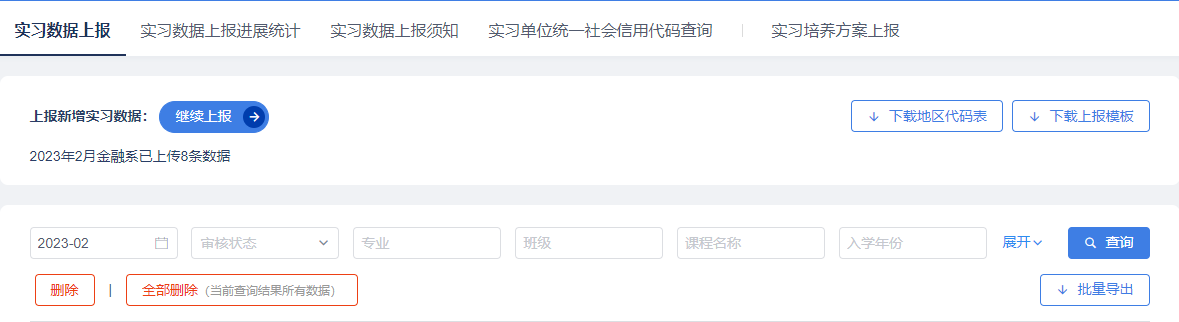 实习数据上报 实习数据上报进展统计 实习数据上报须知 实习单位统一社会信用代码查询 实习培养方案上报
上报新增实习数据： 继续上报 下载地区代码表 下载上报模板
2023年2月金融系已上传8条数据
2023-02 审核状态 专业 班级 课程名称 入学年份 展开 查询
删除 | 全部删除（当前查询结果所有数据） 批量导出